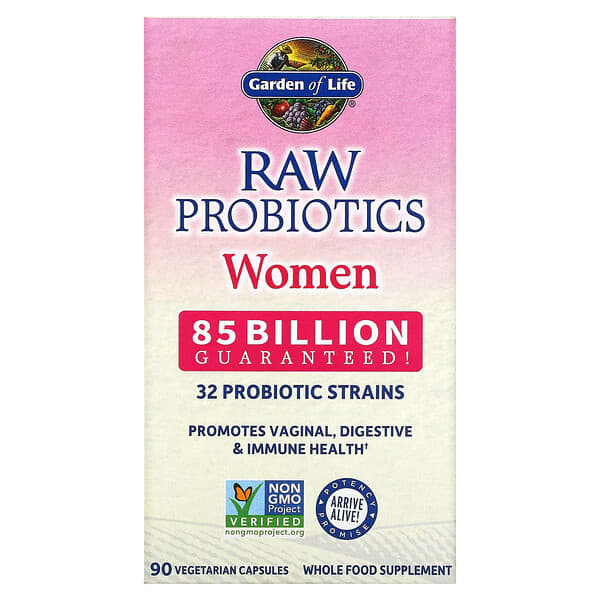 Garden of Life®
RAW
PROBIOTICS
Women
85 BILLION
GUARANTEED!
32 PROBIOTIC STRAINS
PROMOTES VAGINAL, DIGESTIVE
& IMMUNE HEALTH†
NON
GMO
Project
VERIFIED
nongmoproject.org
POTENCY
ARRIVE
ALIVE!
PROMISE
90 VEGETARIAN CAPSULES WHOLE FOOD SUPPLEMENT